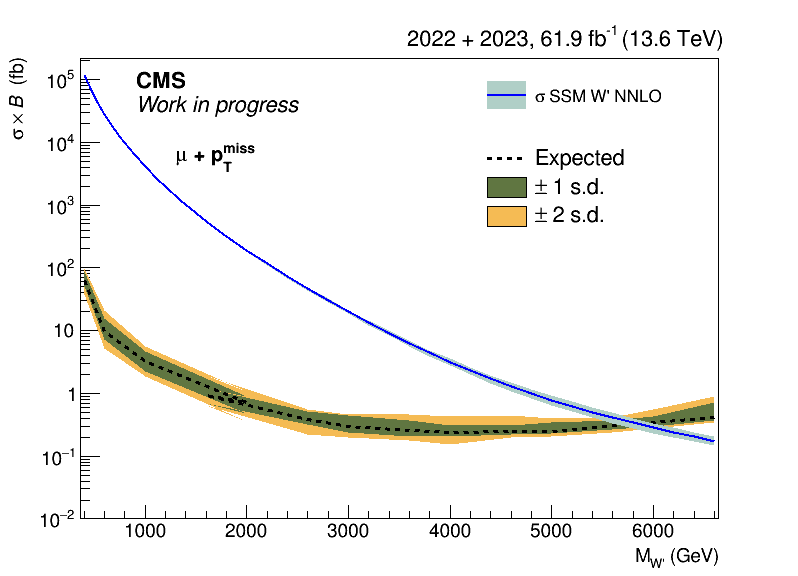 2022 + 2023, 61.9 fb⁻¹ (13.6 TeV)
σ × B (fb)
CMS
Work in progress
μ + p_T^miss
σ SSM W' NNLO
Expected
± 1 s.d.
± 2 s.d.
10⁵
10⁴
10³
10²
10
1
10⁻¹
10⁻²
1000 2000 3000 4000 5000 6000
M_W' (GeV)